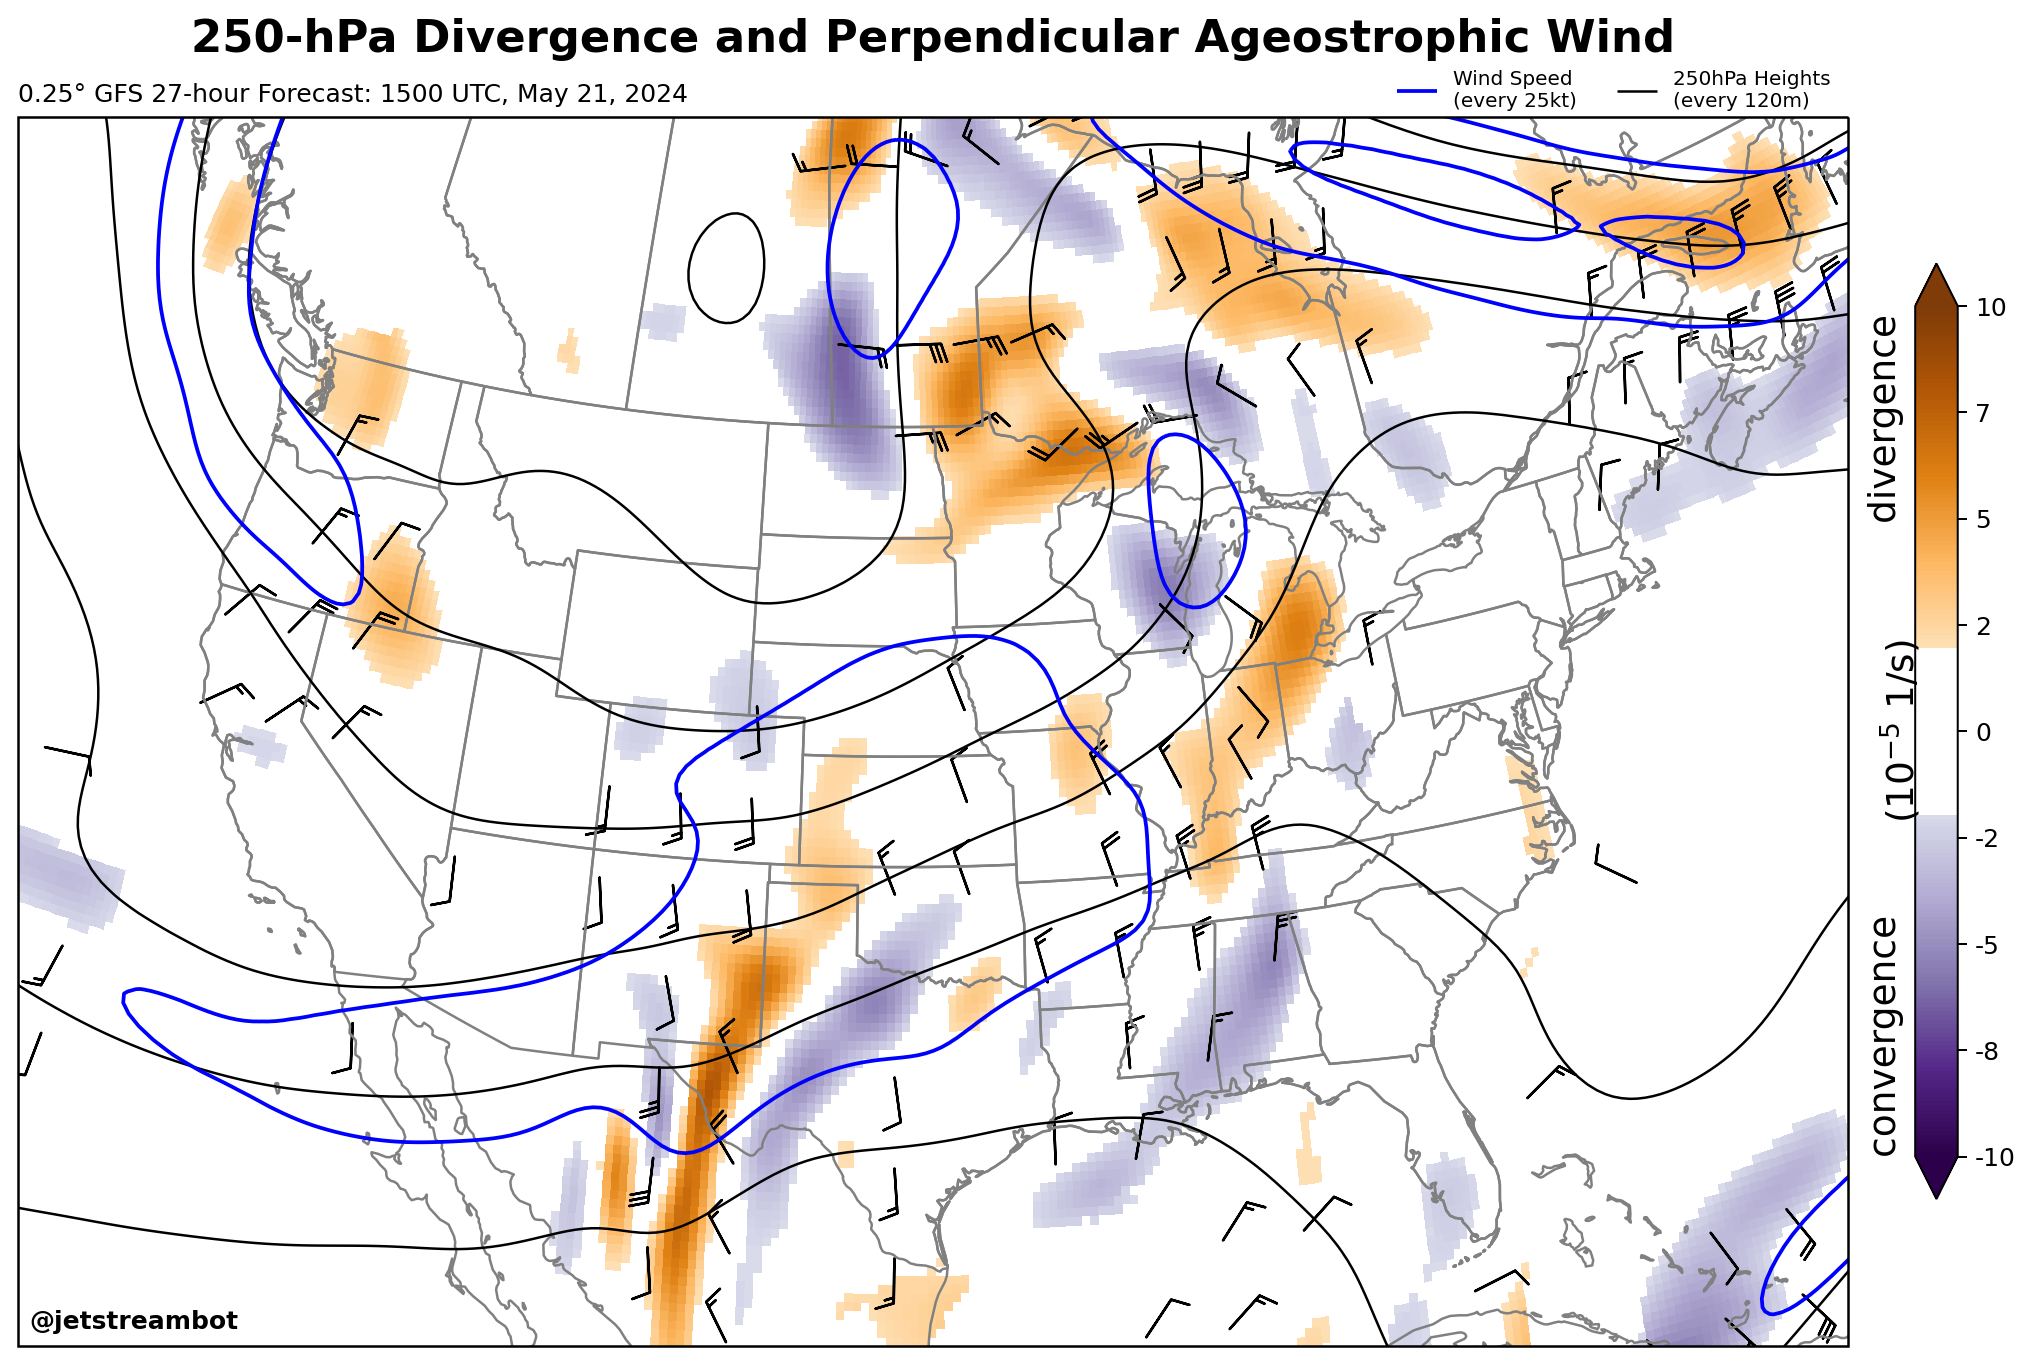 250-hPa Divergence and Perpendicular Ageostrophic Wind
0.25° GFS 27-hour Forecast: 1500 UTC, May 21, 2024
Wind Speed
(every 25kt)
250hPa Heights
(every 120m)
10
7
5
2
0
-2
-5
-8
-10
divergence
(10⁻⁵ 1/s)
convergence
@jetstreambot